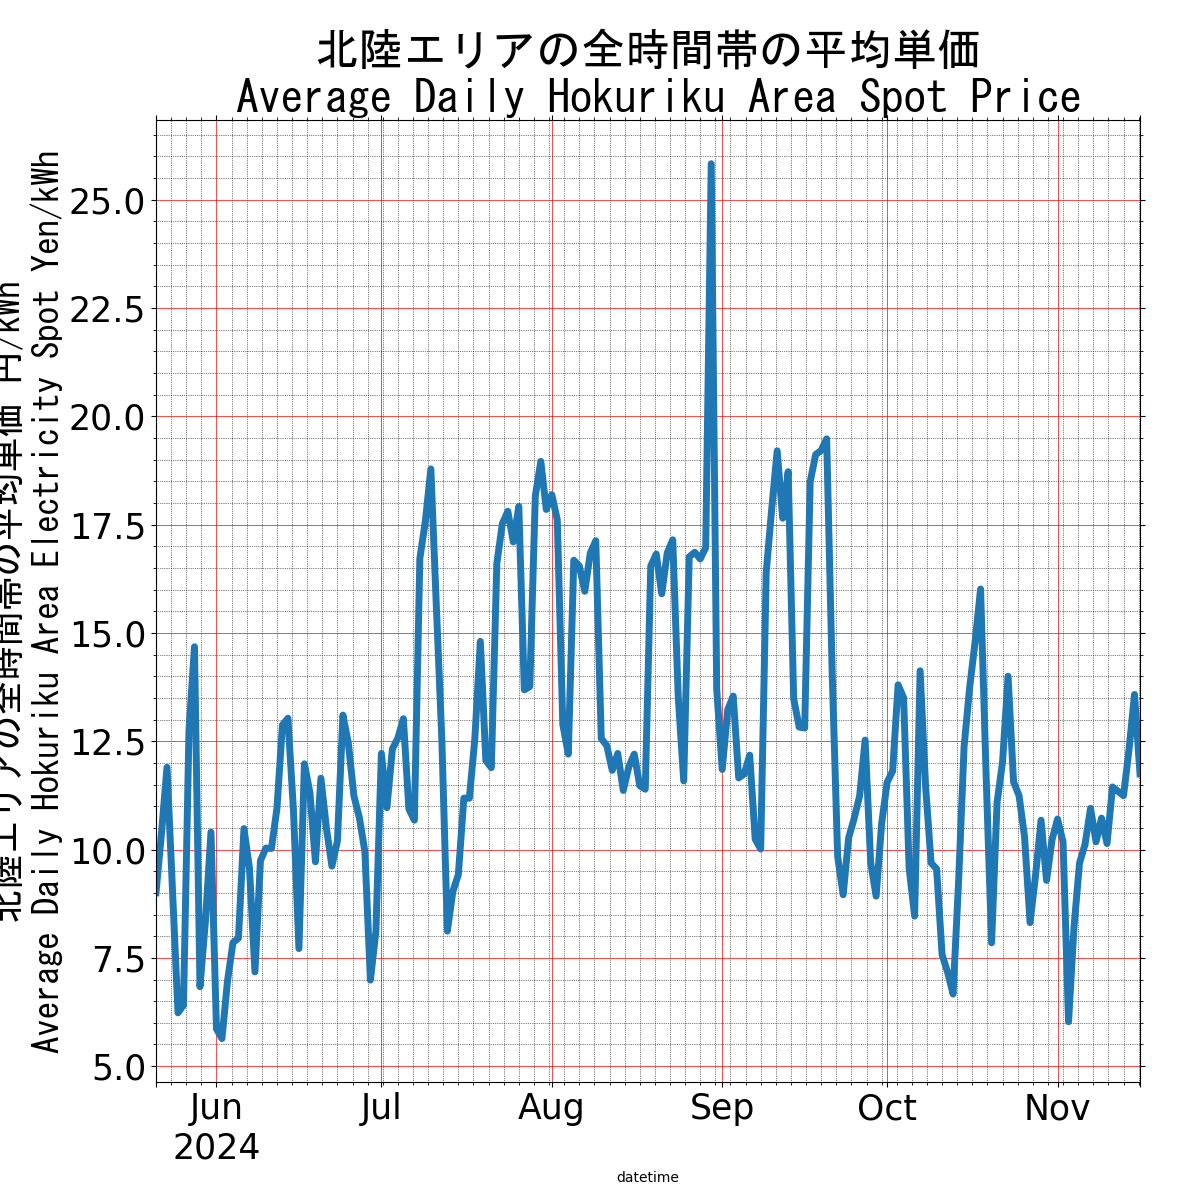 北陸エリアの全時間帯の平均単価
Average Daily Hokuriku Area Spot Price
北陸エリアの全時間帯の平均単価 円/kWh
Average Daily Hokuriku Area Electricity Spot Yen/kWh
25.0
22.5
20.0
17.5
15.0
12.5
10.0
7.5
5.0
Jun
Jul
Aug
Sep
Oct
Nov
2024
datetime